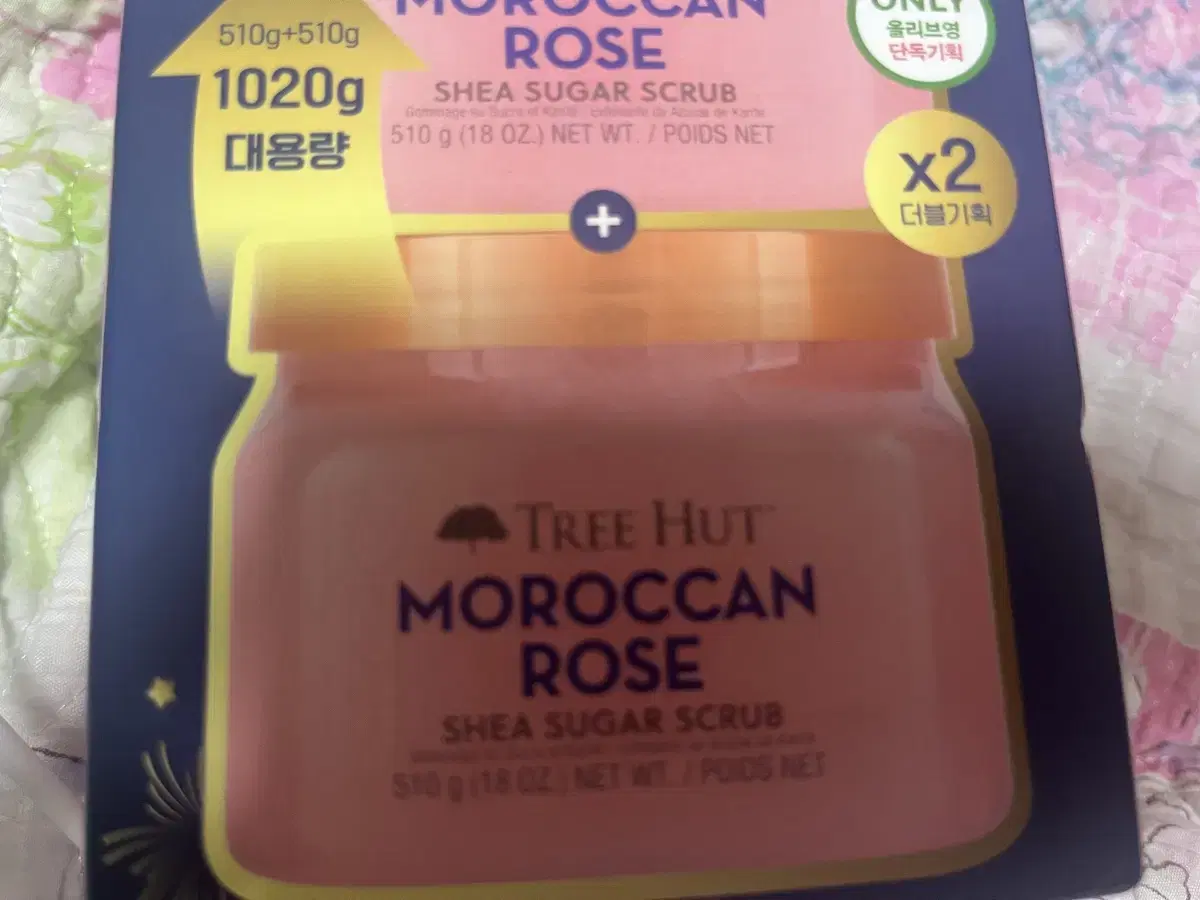 510g+510g
1020g
대용량
MOROCCAN
ROSE
SHEA SUGAR SCRUB
510 g (18 OZ.) NET WT. / POIDS NET
ONLY
올리브영
단독기획
x2
더블기획
+
TREE HUT
MOROCCAN
ROSE
SHEA SUGAR SCRUB
510 g (18 OZ.) NET WT. / POIDS NET